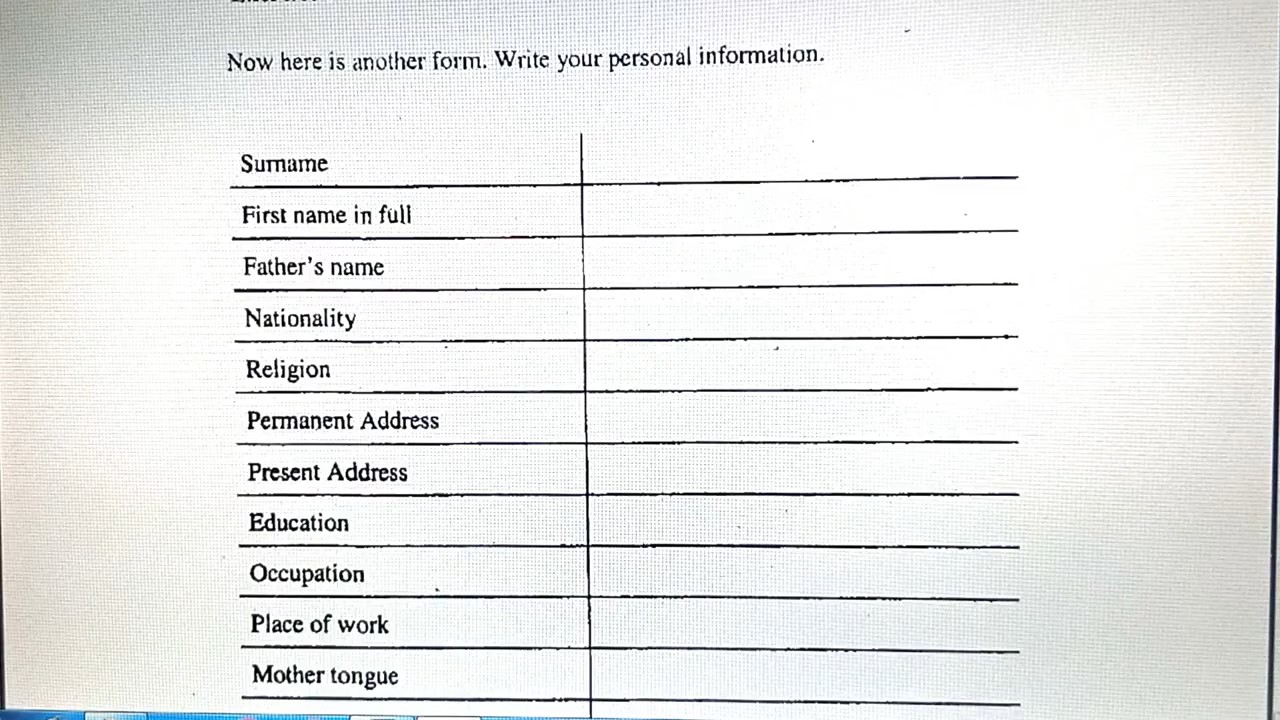 Now here is another form. Write your personal information.
Surname
First name in full
Father's name
Nationality
Religion
Permanent Address
Present Address
Education
Occupation
Place of work
Mother tongue